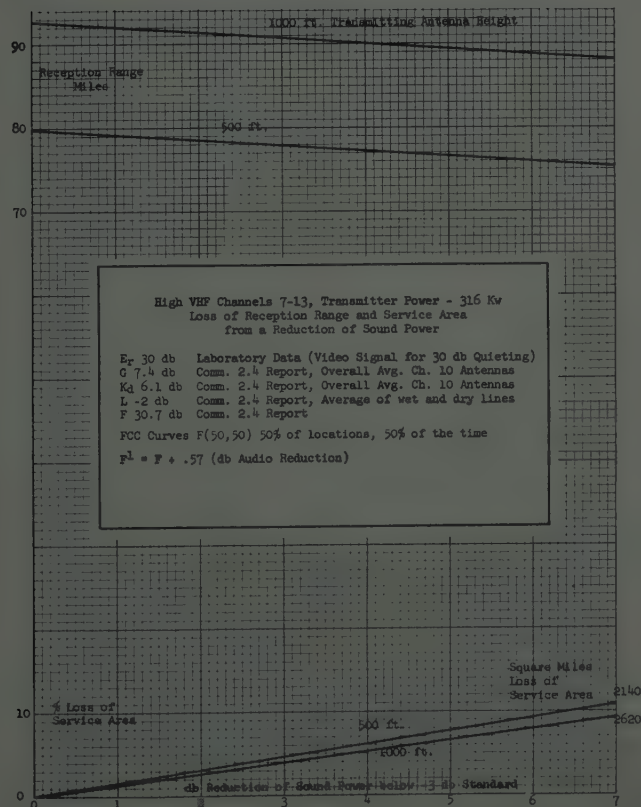 1000 ft. Transmitting Antenna Height
90
Reception Range
Miles
80
500 ft.
70
High VHF Channels 7-13, Transmitter Power - 316 Kw
Loss of Reception Range and Service Area
from a Reduction of Sound Power
Er 30 db Laboratory Data (Video Signal for 30 db Quieting)
G 7.4 db Comm. 2.4 Report, Overall Avg. Ch. 10 Antennas
Kd 6.1 db Comm. 2.4 Report, Overall Avg. Ch. 10 Antennas
L -2 db Comm. 2.4 Report, Average of wet and dry lines
F 30.7 db Comm. 2.4 Report
FCC Curves F(50,50) 50% of locations, 50% of the time
F1 = F + .57 (db Audio Reduction)
Square Miles
Loss of
Service Area
2140
% Loss of
Service Area
10
500 ft.
2620
1000 ft.
db Reduction of Sound Power below -3 db Standard
0
0 1 2 3 4 5 6 7